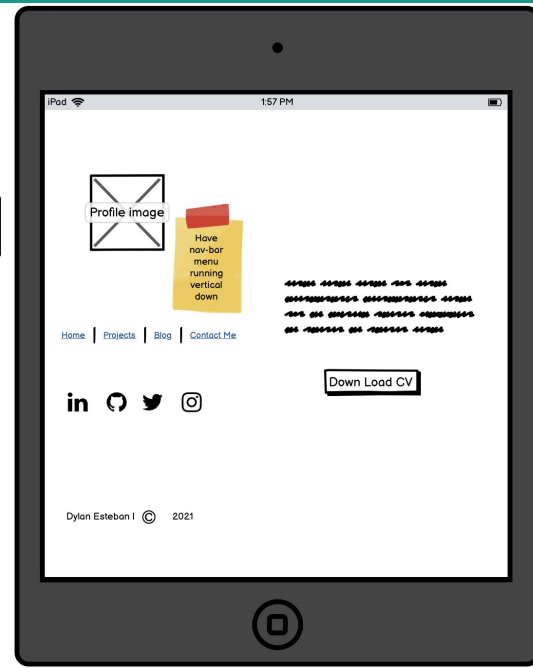 iPad
1:57 PM
Profile image
Have
nav-bar
menu
running
vertical
down
Home Projects Blog Contact Me
in
Down Load CV
Dylan Esteban | © 2021